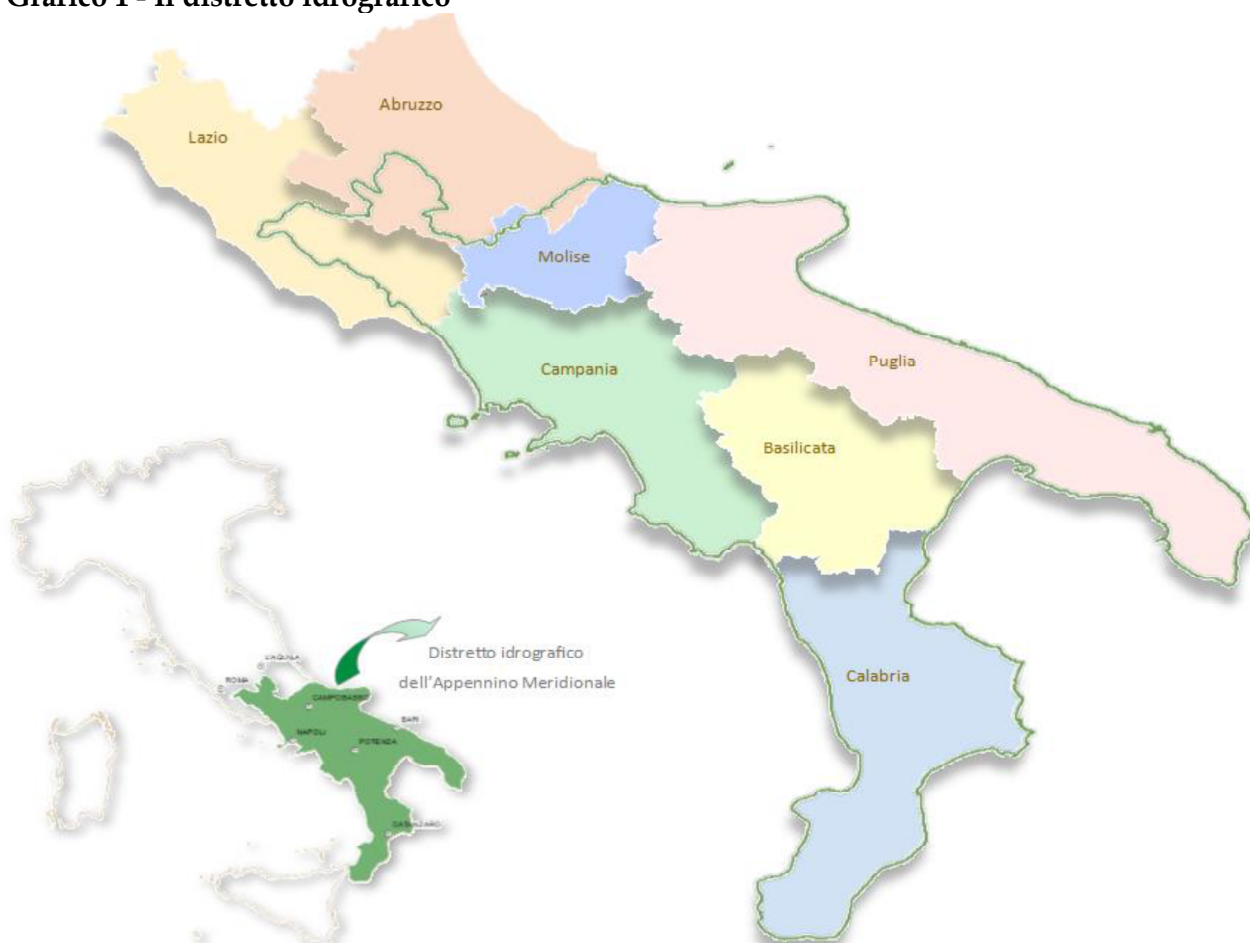 Grafico 1 - Il distretto idrografico
Abruzzo
Lazio
Molise
Campania
Puglia
Basilicata
Calabria
Distretto idrografico
dell'Appennino Meridionale
L'AQUILA
ROMA
CAMPOBASSO
BARI
NAPOLI
POTENZA
CATANZARO